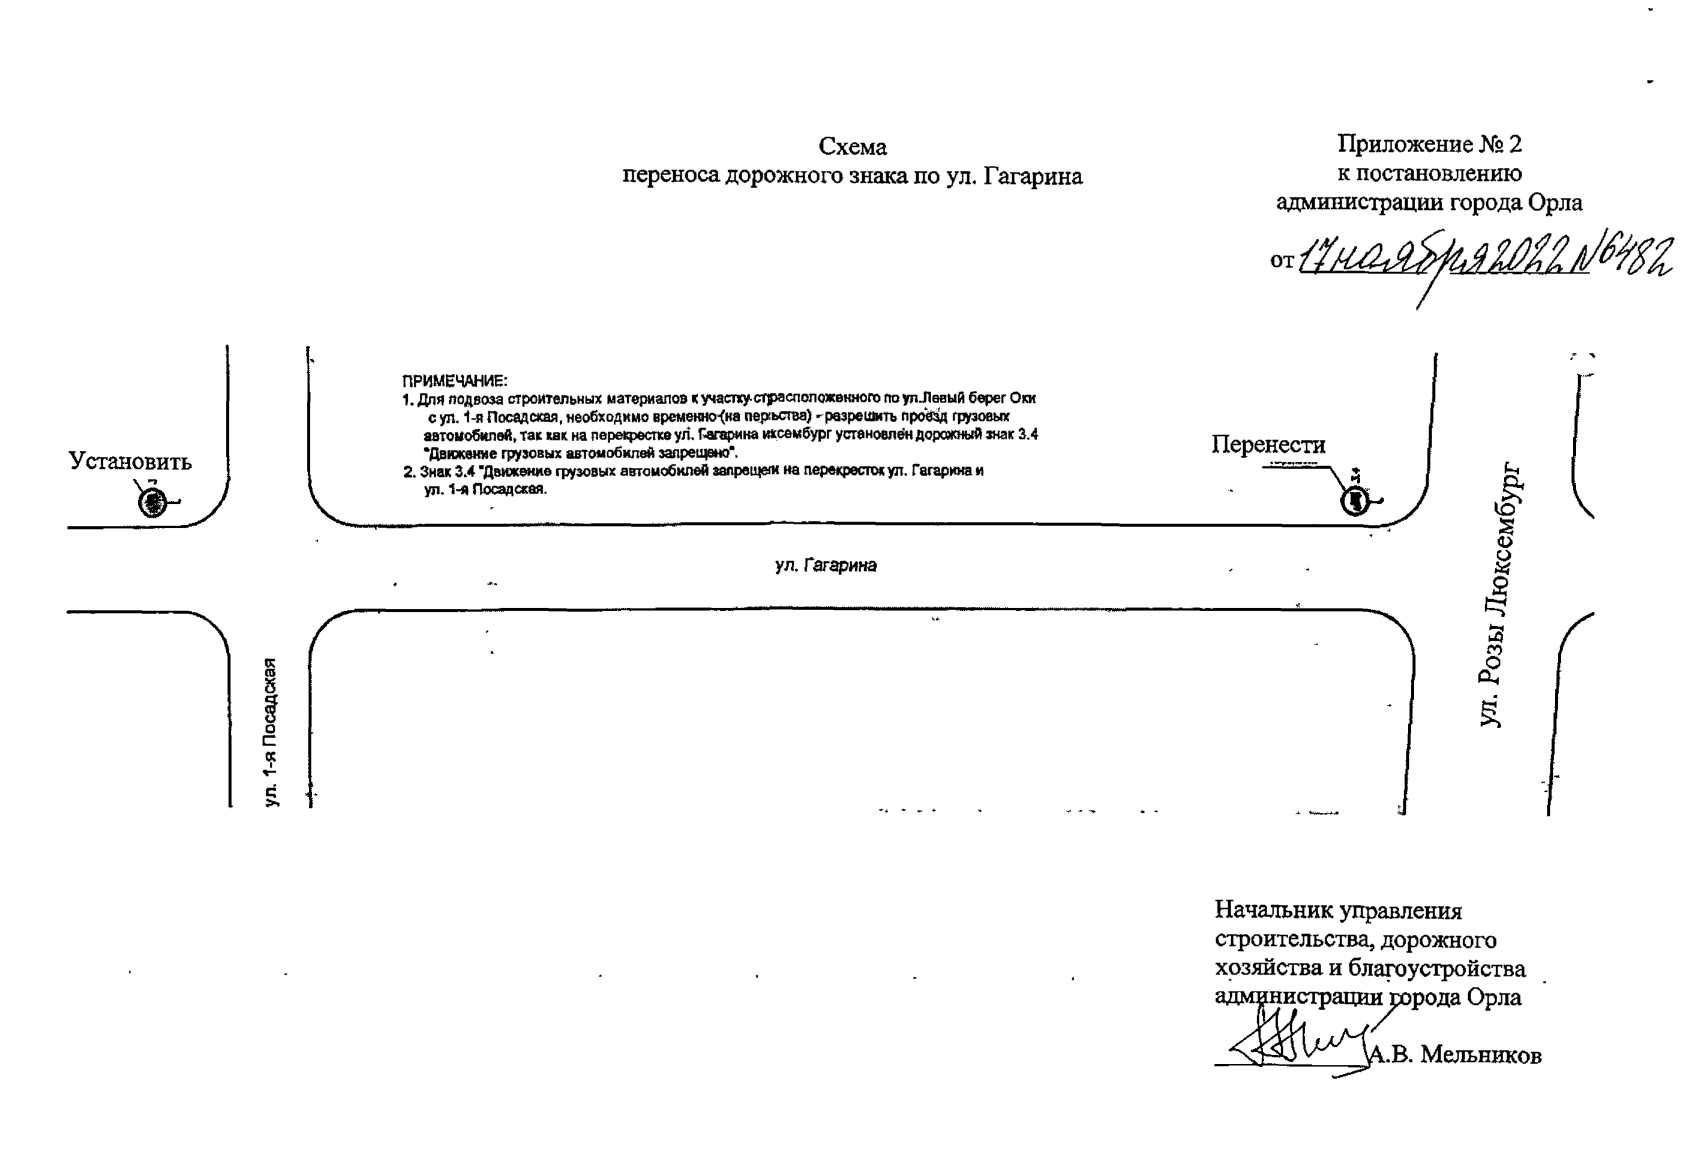 Схема
переноса дорожного знака по ул. Гагарина
Приложение № 2
к постановлению
администрации города Орла
от 17 ноября 2022 № 6482
ПРИМЕЧАНИЕ:
1. Для подвоза строительных материалов к участку расположенного по ул.Левый берег Оки
с ул. 1-я Посадская, необходимо временно (на - разрешить проезд грузовых
автомобилей, так как на перекрестке ул. Гагарина установлен дорожный знак 3.4
"Движение грузовых автомобилей запрещено".
2. Знак 3.4 "Движение грузовых автомобилей на перекресток ул. Гагарина и
ул. 1-я Посадская.
Установить
Перенести
3.4
ул. Гагарина
ул. 1-я Посадская
ул. Розы Люксембург
Начальник управления
строительства, дорожного
хозяйства и благоустройства
администрации города Орла
А.В. Мельников